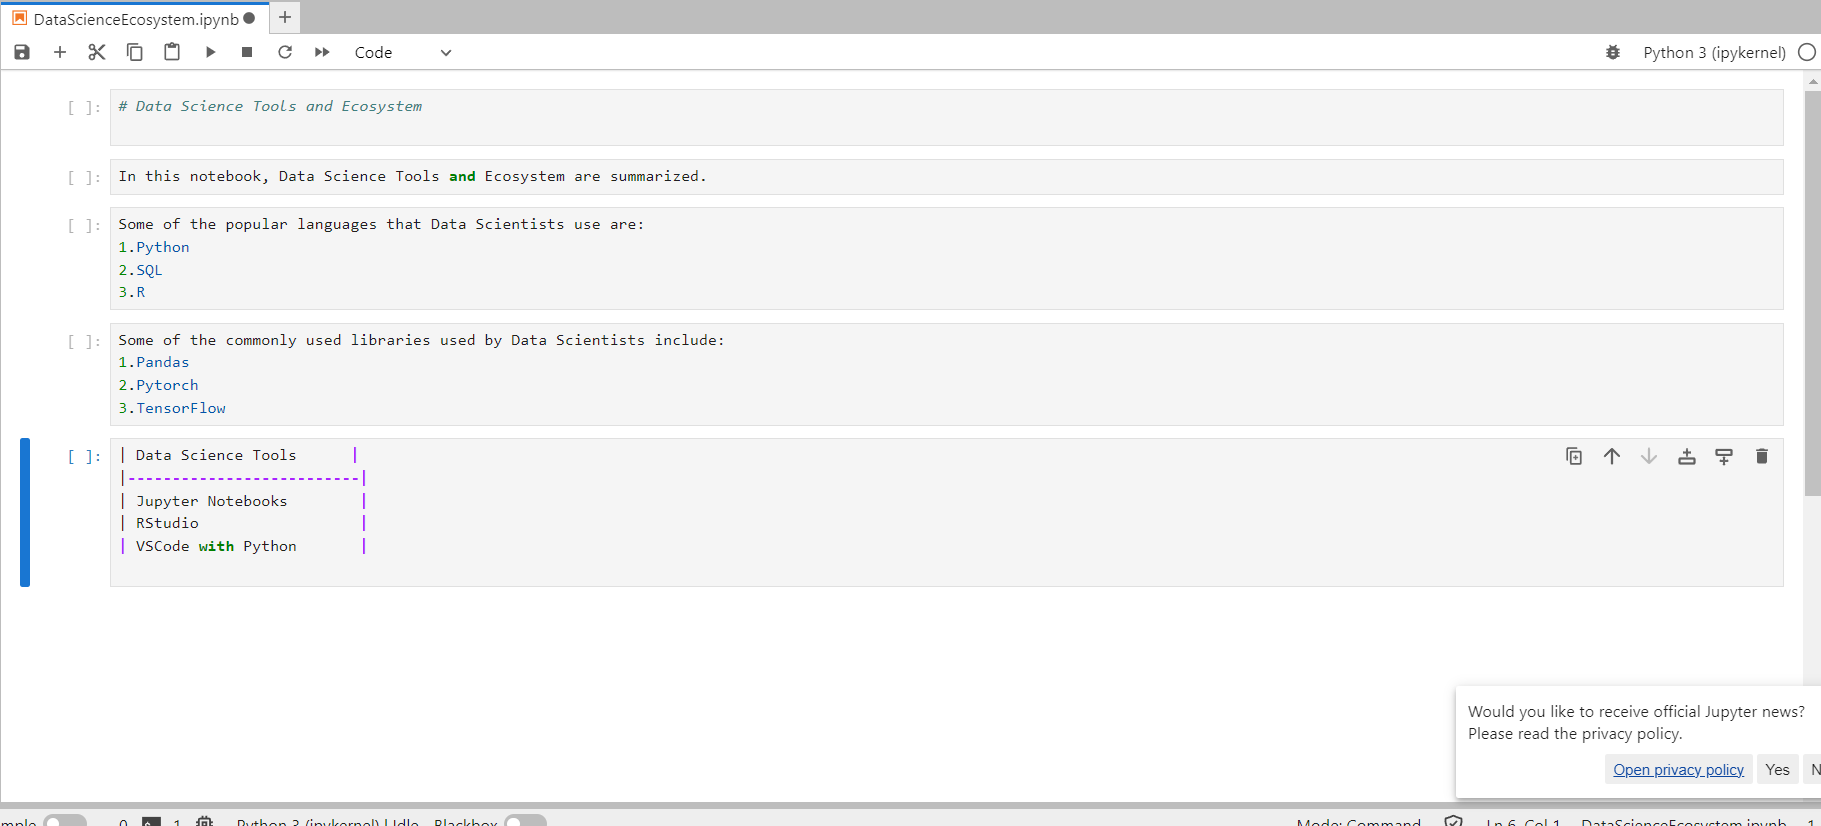 DataScienceEcosystem.ipynb
Code
Python 3 (ipykernel)
[ ]: # Data Science Tools and Ecosystem
[ ]: In this notebook, Data Science Tools and Ecosystem are summarized.
[ ]: Some of the popular languages that Data Scientists use are:
1.Python
2.SQL
3.R
[ ]: Some of the commonly used libraries used by Data Scientists include:
1.Pandas
2.Pytorch
3.TensorFlow
[ ]: | Data Science Tools      |
|--------------------------|
| Jupyter Notebooks        |
| RStudio                  |
| VSCode with Python       |
Would you like to receive official Jupyter news?
Please read the privacy policy.
Open privacy policy Yes N
mple 0 1 Python 3 (ipykernel) | Idle Blackbox Mode: Command Ln 6, Col 1 DataScienceEcosystem.ipynb 1